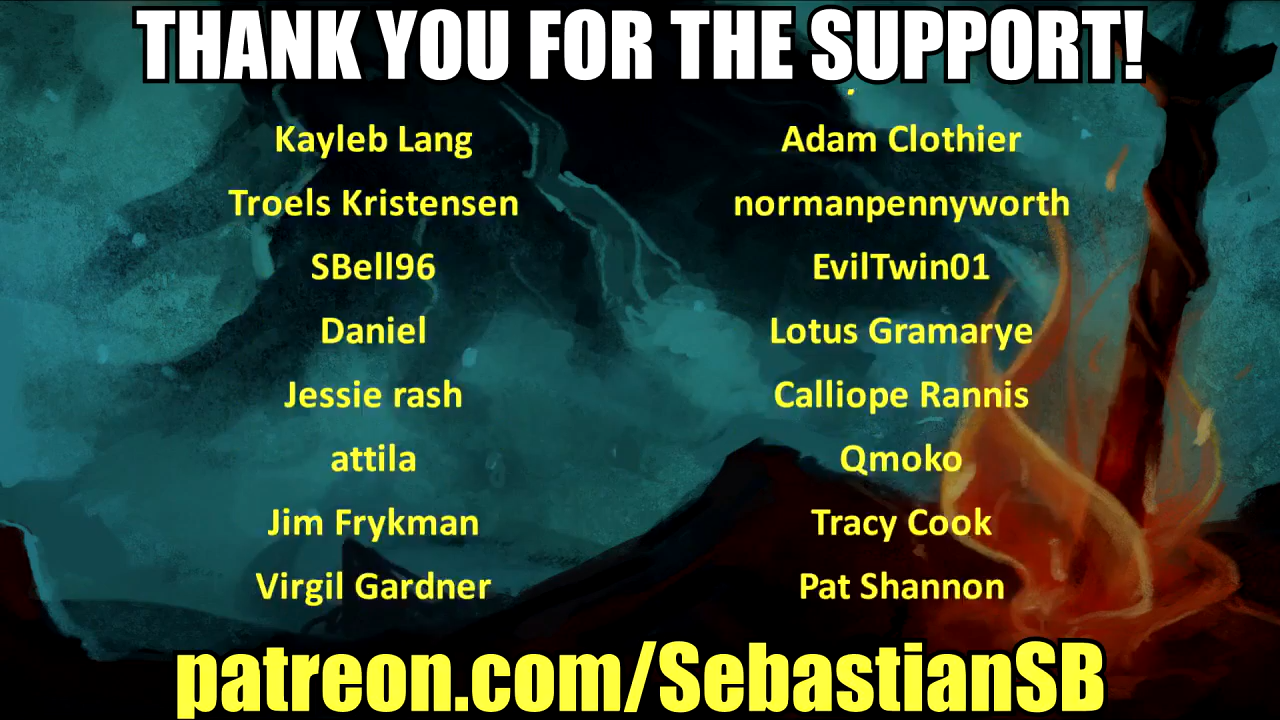 THANK YOU FOR THE SUPPORT!
Kayleb Lang
Troels Kristensen
SBell96
Daniel
Jessie rash
attila
Jim Frykman
Virgil Gardner
Adam Clothier
normanpennyworth
EvilTwin01
Lotus Gramarye
Calliope Rannis
Qmoko
Tracy Cook
Pat Shannon
patreon.com/SebastianSB